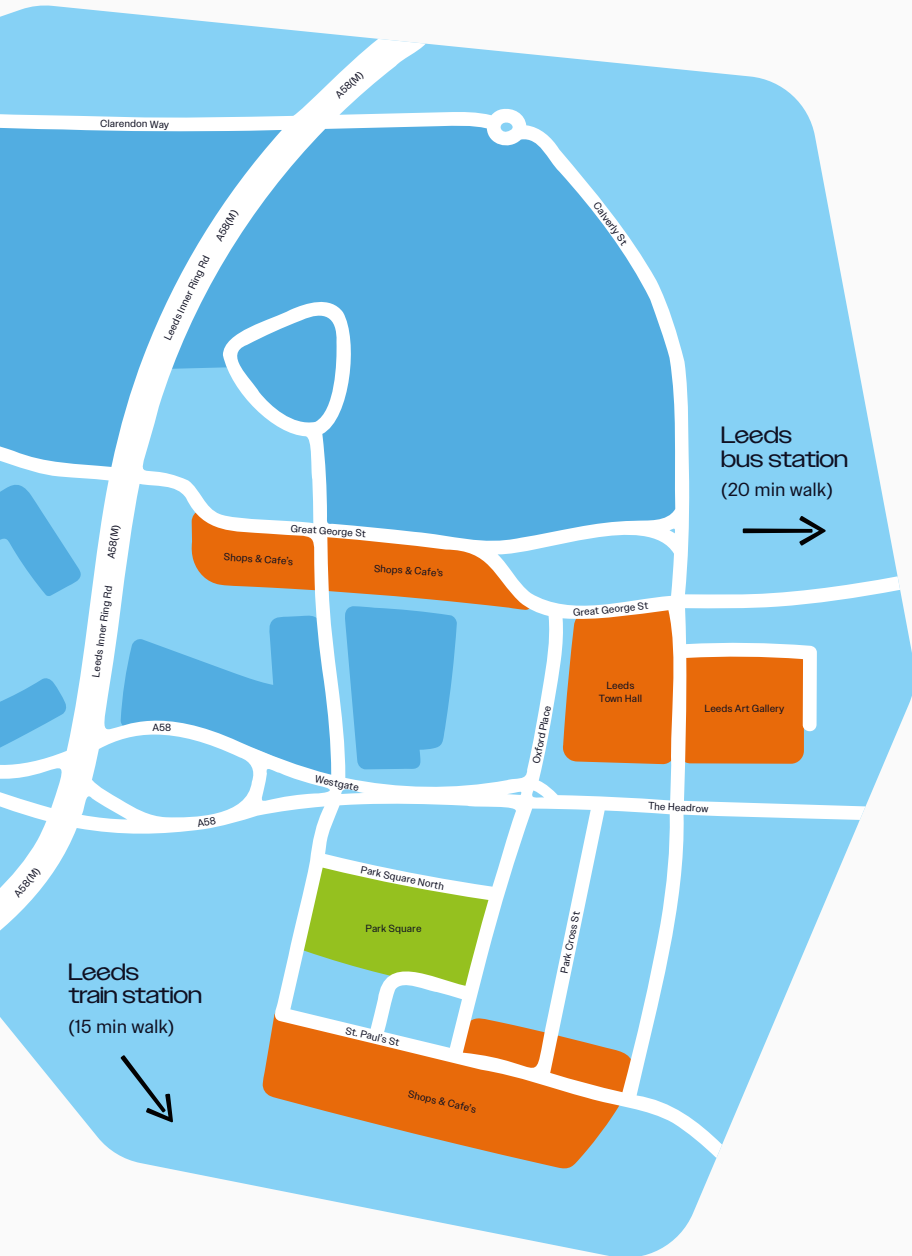 A58(M)
Clarendon Way
Calverly St
A58(M)
Leeds Inner Ring Rd
Leeds
bus station
(20 min walk)
A58(M)
Great George St
Shops & Cafe's
Shops & Cafe's
Great George St
Leeds Inner Ring Rd
Leeds
Town Hall
Leeds Art Gallery
Oxford Place
A58
Westgate
The Headrow
A58
A58(M)
Park Square North
Park Square
Park Cross St
Leeds
train station
(15 min walk)
St. Paul's St
Shops & Cafe's